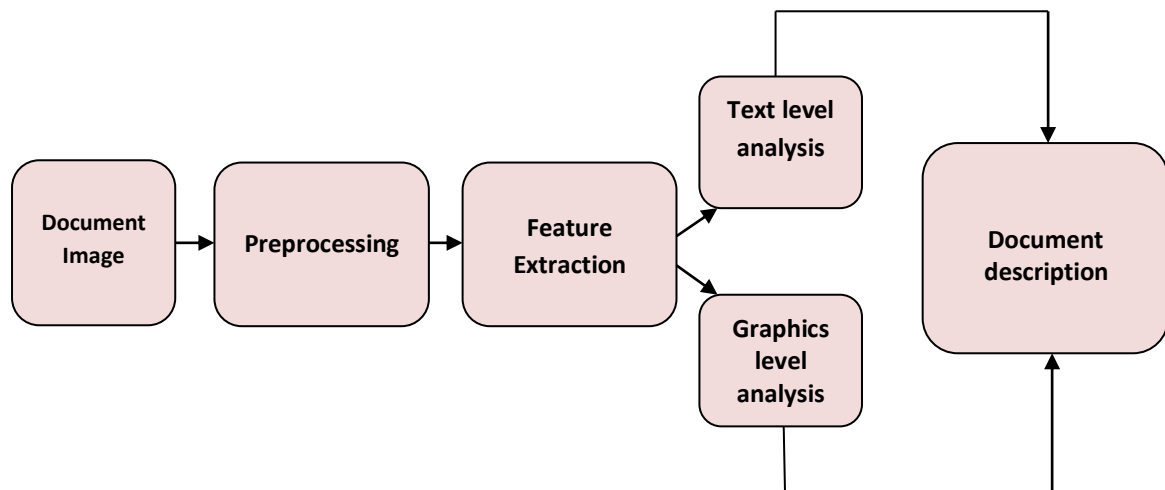 Document
Image
Preprocessing
Feature
Extraction
Text level
analysis
Graphics
level
analysis
Document
description